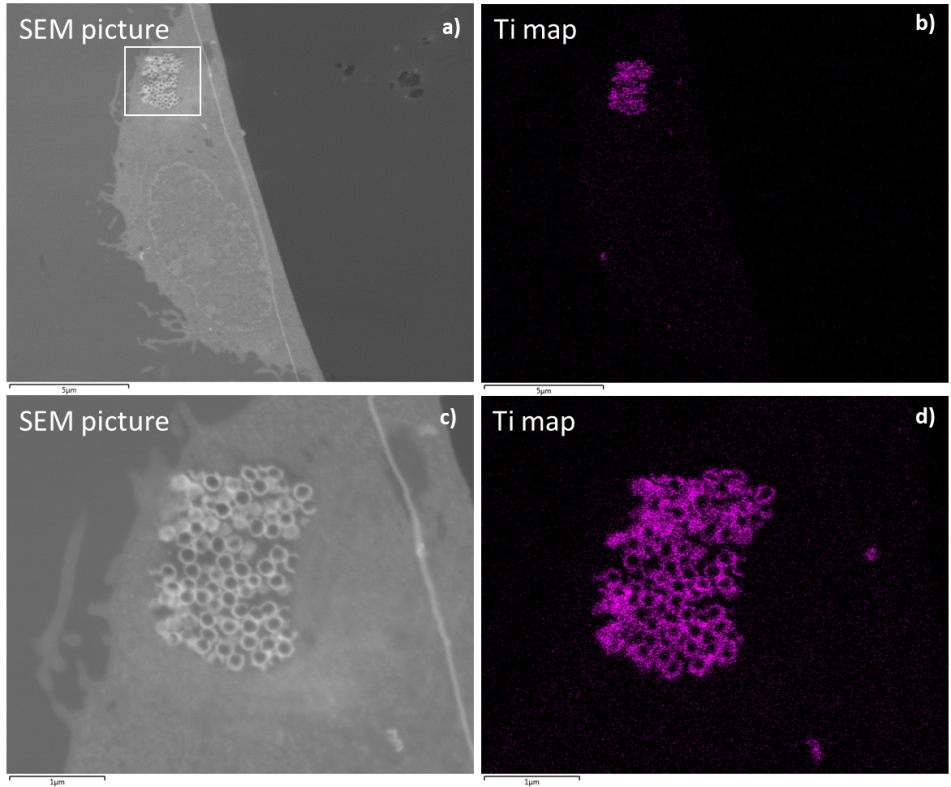 SEM picture
a)
Ti map
b)
5µm
5µm
SEM picture
c)
Ti map
d)
1µm
1µm